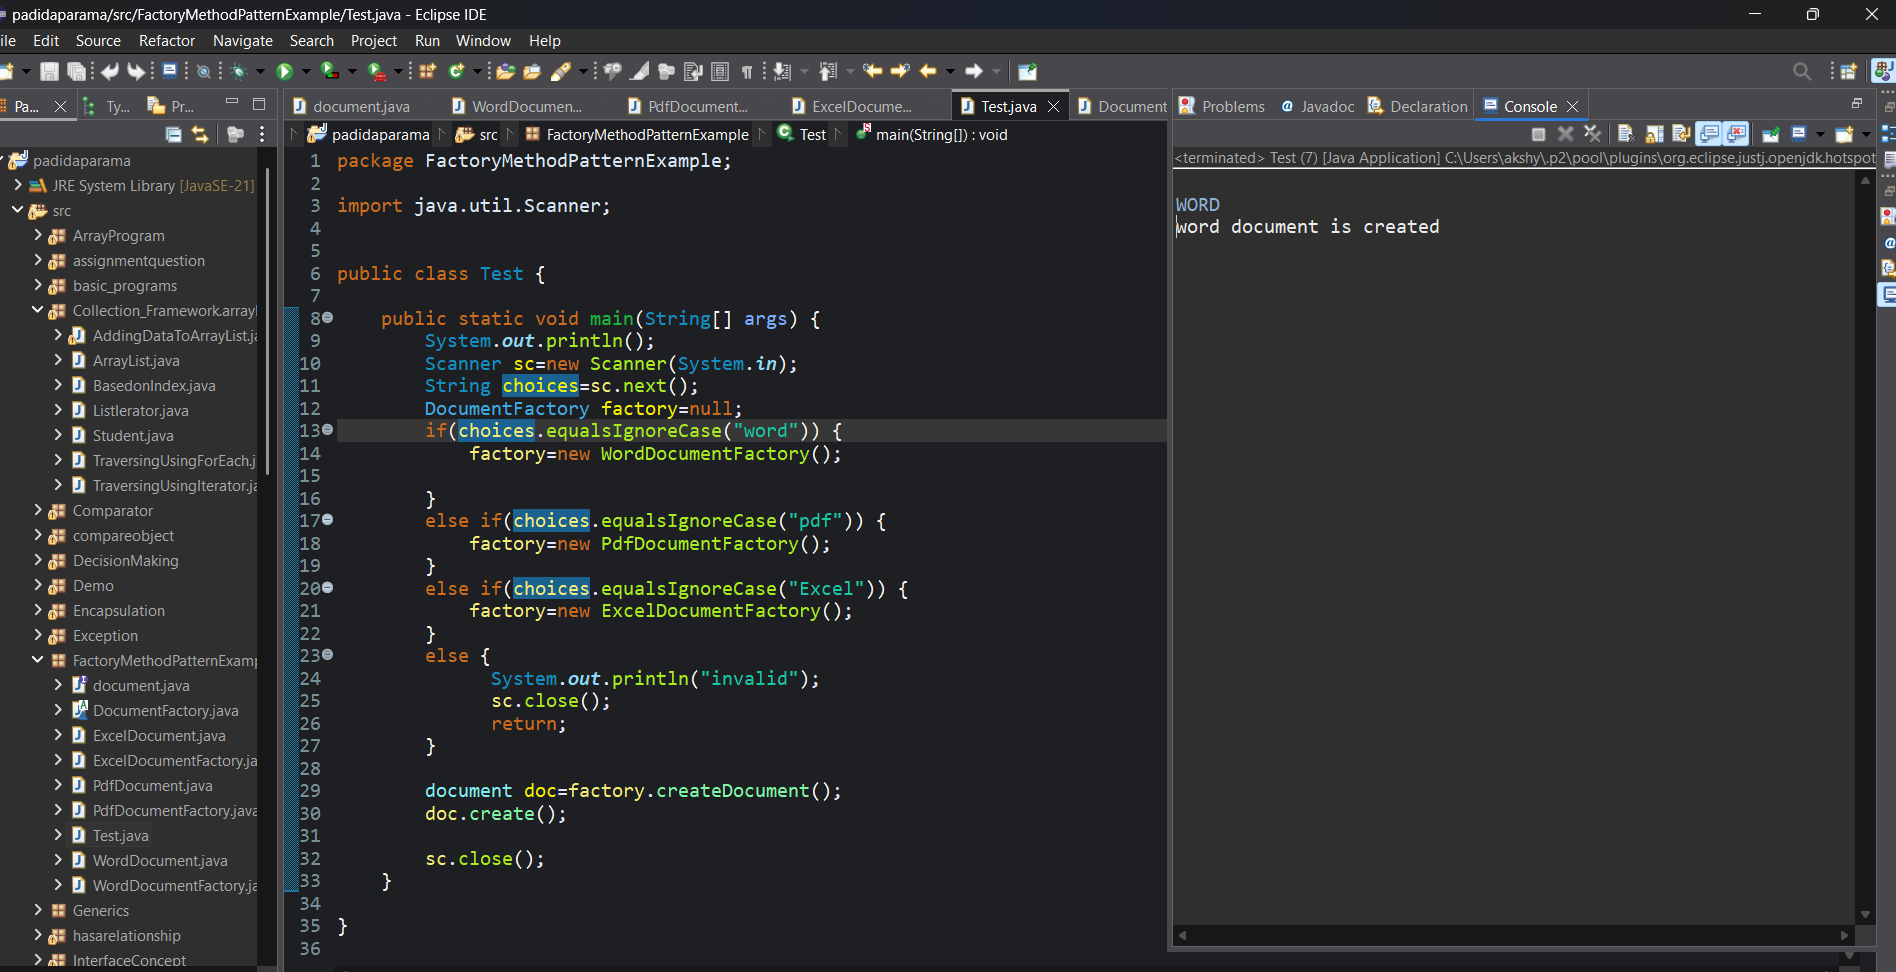 padidaparama/src/FactoryMethodPatternExample/Test.java - Eclipse IDE
ile Edit Source Refactor Navigate Search Project Run Window Help
Pa... Ty... Pr...
document.java WordDocumen... PdfDocument... ExcelDocume... Test.java Document
Problems @ Javadoc Declaration Console
padidaparama src FactoryMethodPatternExample Test main(String[]) : void
<terminated> Test (7) [Java Application] C:\Users\akshy\.p2\pool\plugins\org.eclipse.justj.openjdk.hotspot
padidaparama
JRE System Library [JavaSE-21]
src
ArrayProgram
assignmentquestion
basic_programs
Collection_Framework.arrayl
AddingDataToArrayList.ja
ArrayList.java
BasedonIndex.java
ListIerator.java
Student.java
TraversingUsingForEach.j
TraversingUsingIterator.ja
Comparator
compareobject
DecisionMaking
Demo
Encapsulation
Exception
FactoryMethodPatternExamp
document.java
DocumentFactory.java
ExcelDocument.java
ExcelDocumentFactory.ja
PdfDocument.java
PdfDocumentFactory.java
Test.java
WordDocument.java
WordDocumentFactory.ja
Generics
hasarelationship
InterfaceConcept
1 package FactoryMethodPatternExample;
2
3 import java.util.Scanner;
4
5
6 public class Test {
7
8 public static void main(String[] args) {
9 System.out.println();
10 Scanner sc=new Scanner(System.in);
11 String choices=sc.next();
12 DocumentFactory factory=null;
13 if(choices.equalsIgnoreCase("word")) {
14 factory=new WordDocumentFactory();
15
16 }
17 else if(choices.equalsIgnoreCase("pdf")) {
18 factory=new PdfDocumentFactory();
19 }
20 else if(choices.equalsIgnoreCase("Excel")) {
21 factory=new ExcelDocumentFactory();
22 }
23 else {
24 System.out.println("invalid");
25 sc.close();
26 return;
27 }
28
29 document doc=factory.createDocument();
30 doc.create();
31
32 sc.close();
33 }
34
35 }
36
WORD
word document is created